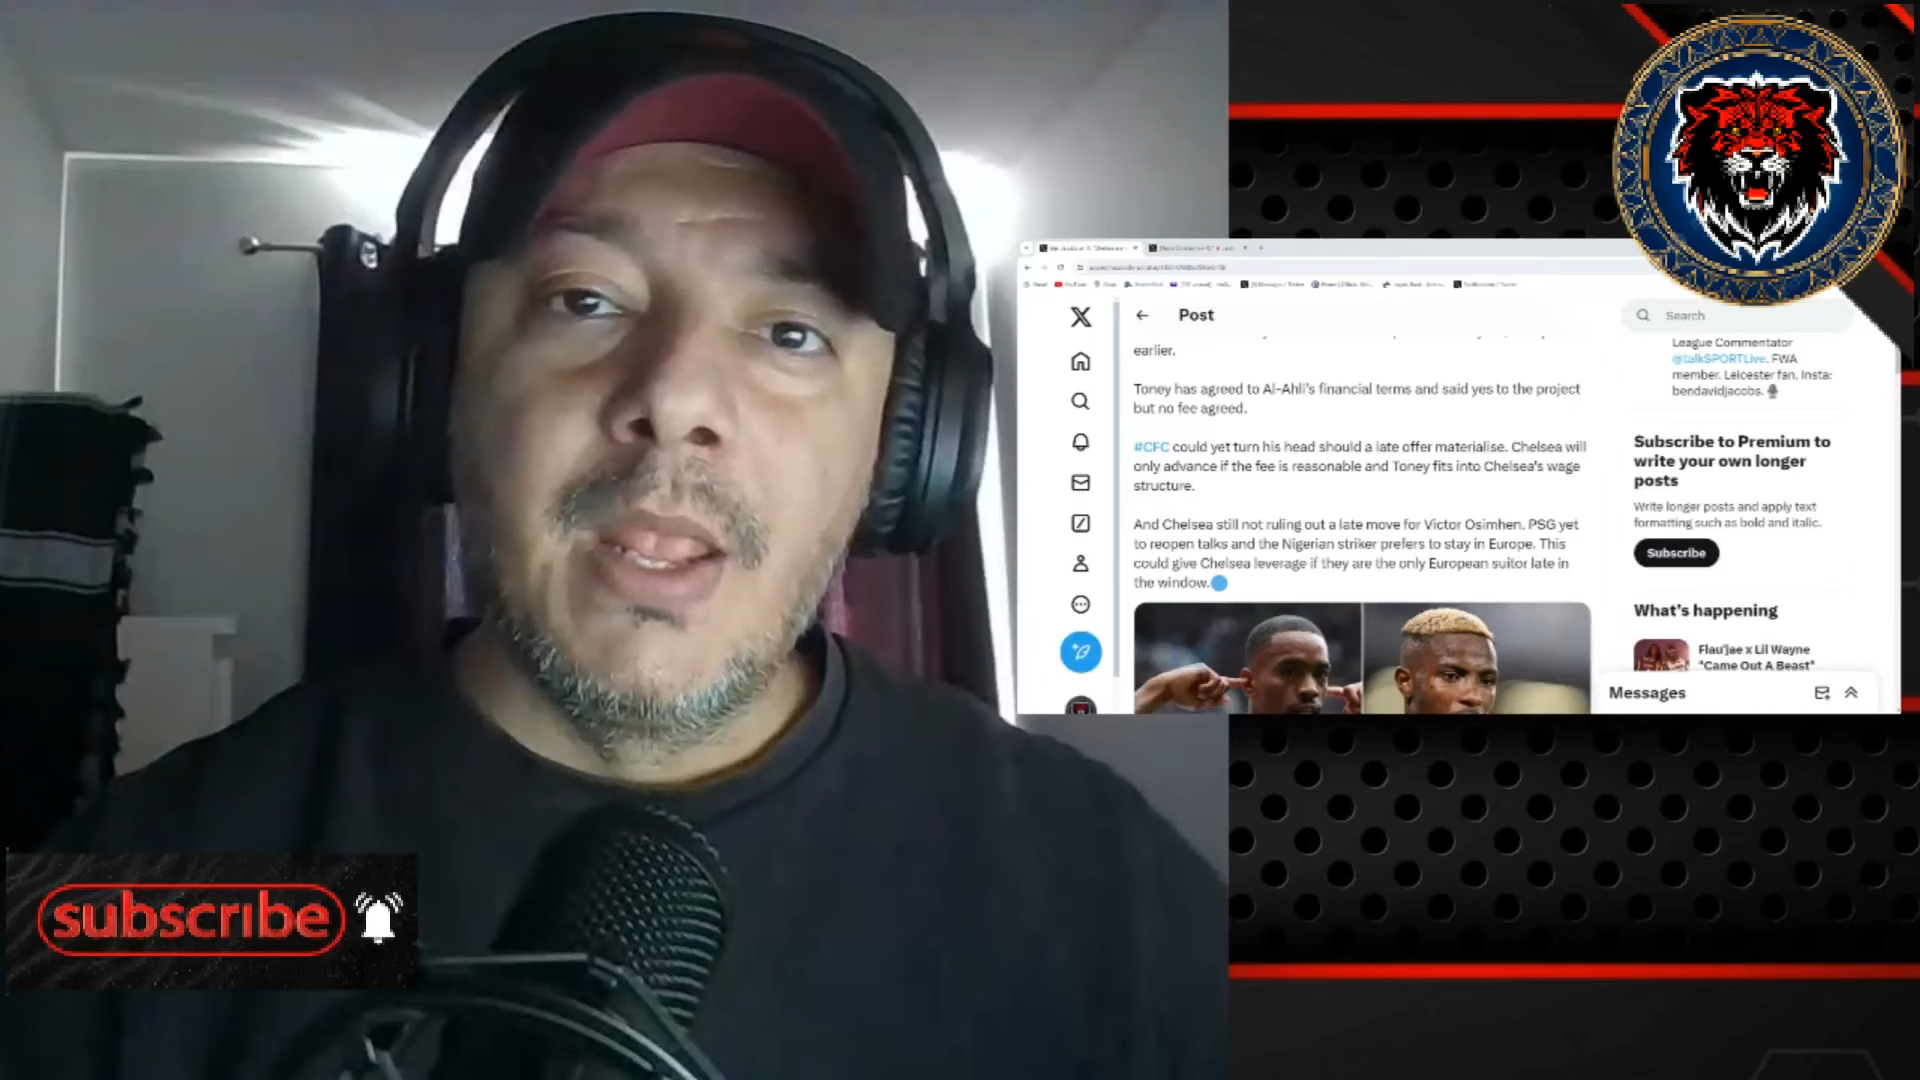 Post
Search
earlier.
Toney has agreed to Al-Ahli's financial terms and said yes to the project
but no fee agreed.
#CFC could yet turn his head should a late offer materialise. Chelsea will
only advance if the fee is reasonable and Toney fits into Chelsea's wage
structure.
And Chelsea still not ruling out a late move for Victor Osimhen. PSG yet
to reopen talks and the Nigerian striker prefers to stay in Europe. This
could give Chelsea leverage if they are the only European suitor late in
the window.
League Commentator
@talkSPORTLive. FWA
member. Leicester fan. Insta:
bendavidjacobs.
Subscribe to Premium to
write your own longer
posts
Write longer posts and apply text
formatting such as bold and italic.
Subscribe
What's happening
Flau'jae x Lil Wayne
"Came Out A Beast"
Messages
subscribe